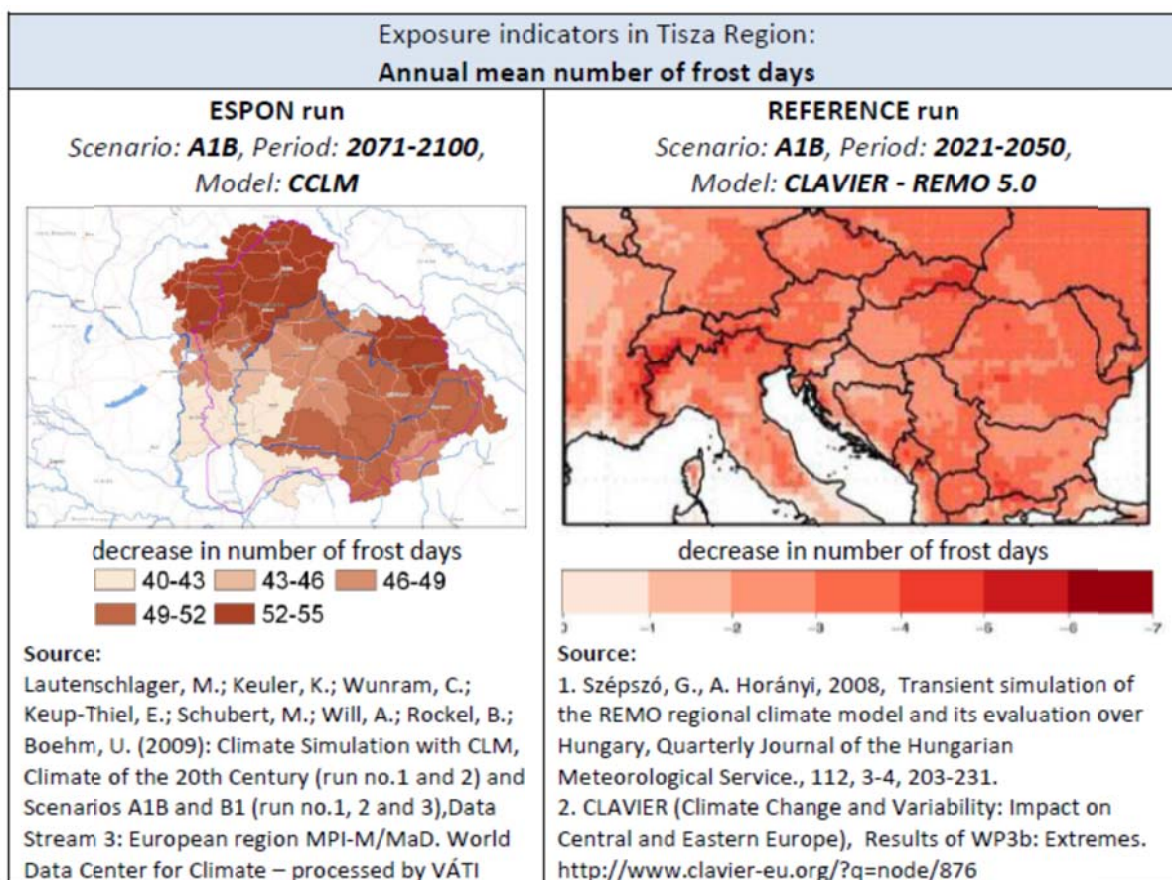 Exposure indicators in Tisza Region:
Annual mean number of frost days
ESPON run
Scenario: A1B, Period: 2071-2100,
Model: CCLM
decrease in number of frost days
40-43 43-46 46-49
49-52 52-55
Source:
Lautenschlager, M.; Keuler, K.; Wunram, C.;
Keup-Thiel, E.; Schubert, M.; Will, A.; Rockel, B.;
Boehm, U. (2009): Climate Simulation with CLM,
Climate of the 20th Century (run no.1 and 2) and
Scenarios A1B and B1 (run no.1, 2 and 3),Data
Stream 3: European region MPI-M/MaD. World
Data Center for Climate – processed by VÁTI
REFERENCE run
Scenario: A1B, Period: 2021-2050,
Model: CLAVIER - REMO 5.0
decrease in number of frost days
0 -1 -2 -3 -4 -5 -6 -7
Source:
1. Szépszó, G., A. Horányi, 2008, Transient simulation of
the REMO regional climate model and its evaluation over
Hungary, Quarterly Journal of the Hungarian
Meteorological Service., 112, 3-4, 203-231.
2. CLAVIER (Climate Change and Variability: Impact on
Central and Eastern Europe), Results of WP3b: Extremes.
http://www.clavier-eu.org/?q=node/876